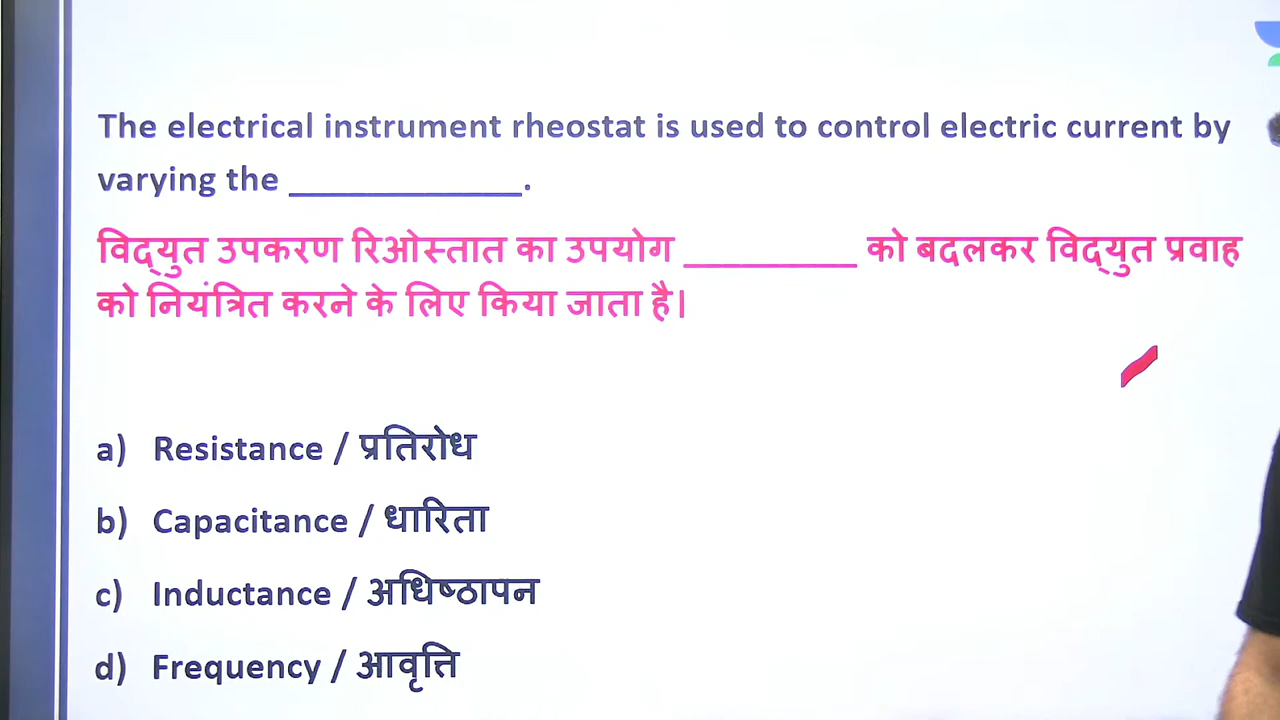 The electrical instrument rheostat is used to control electric current by
varying the ____________.
विद्युत उपकरण रिओस्तात का उपयोग _________ को बदलकर विद्युत प्रवाह
को नियंत्रित करने के लिए किया जाता है।
a) Resistance / प्रतिरोध
b) Capacitance / धारिता
c) Inductance / अधिष्ठापन
d) Frequency / आवृत्ति